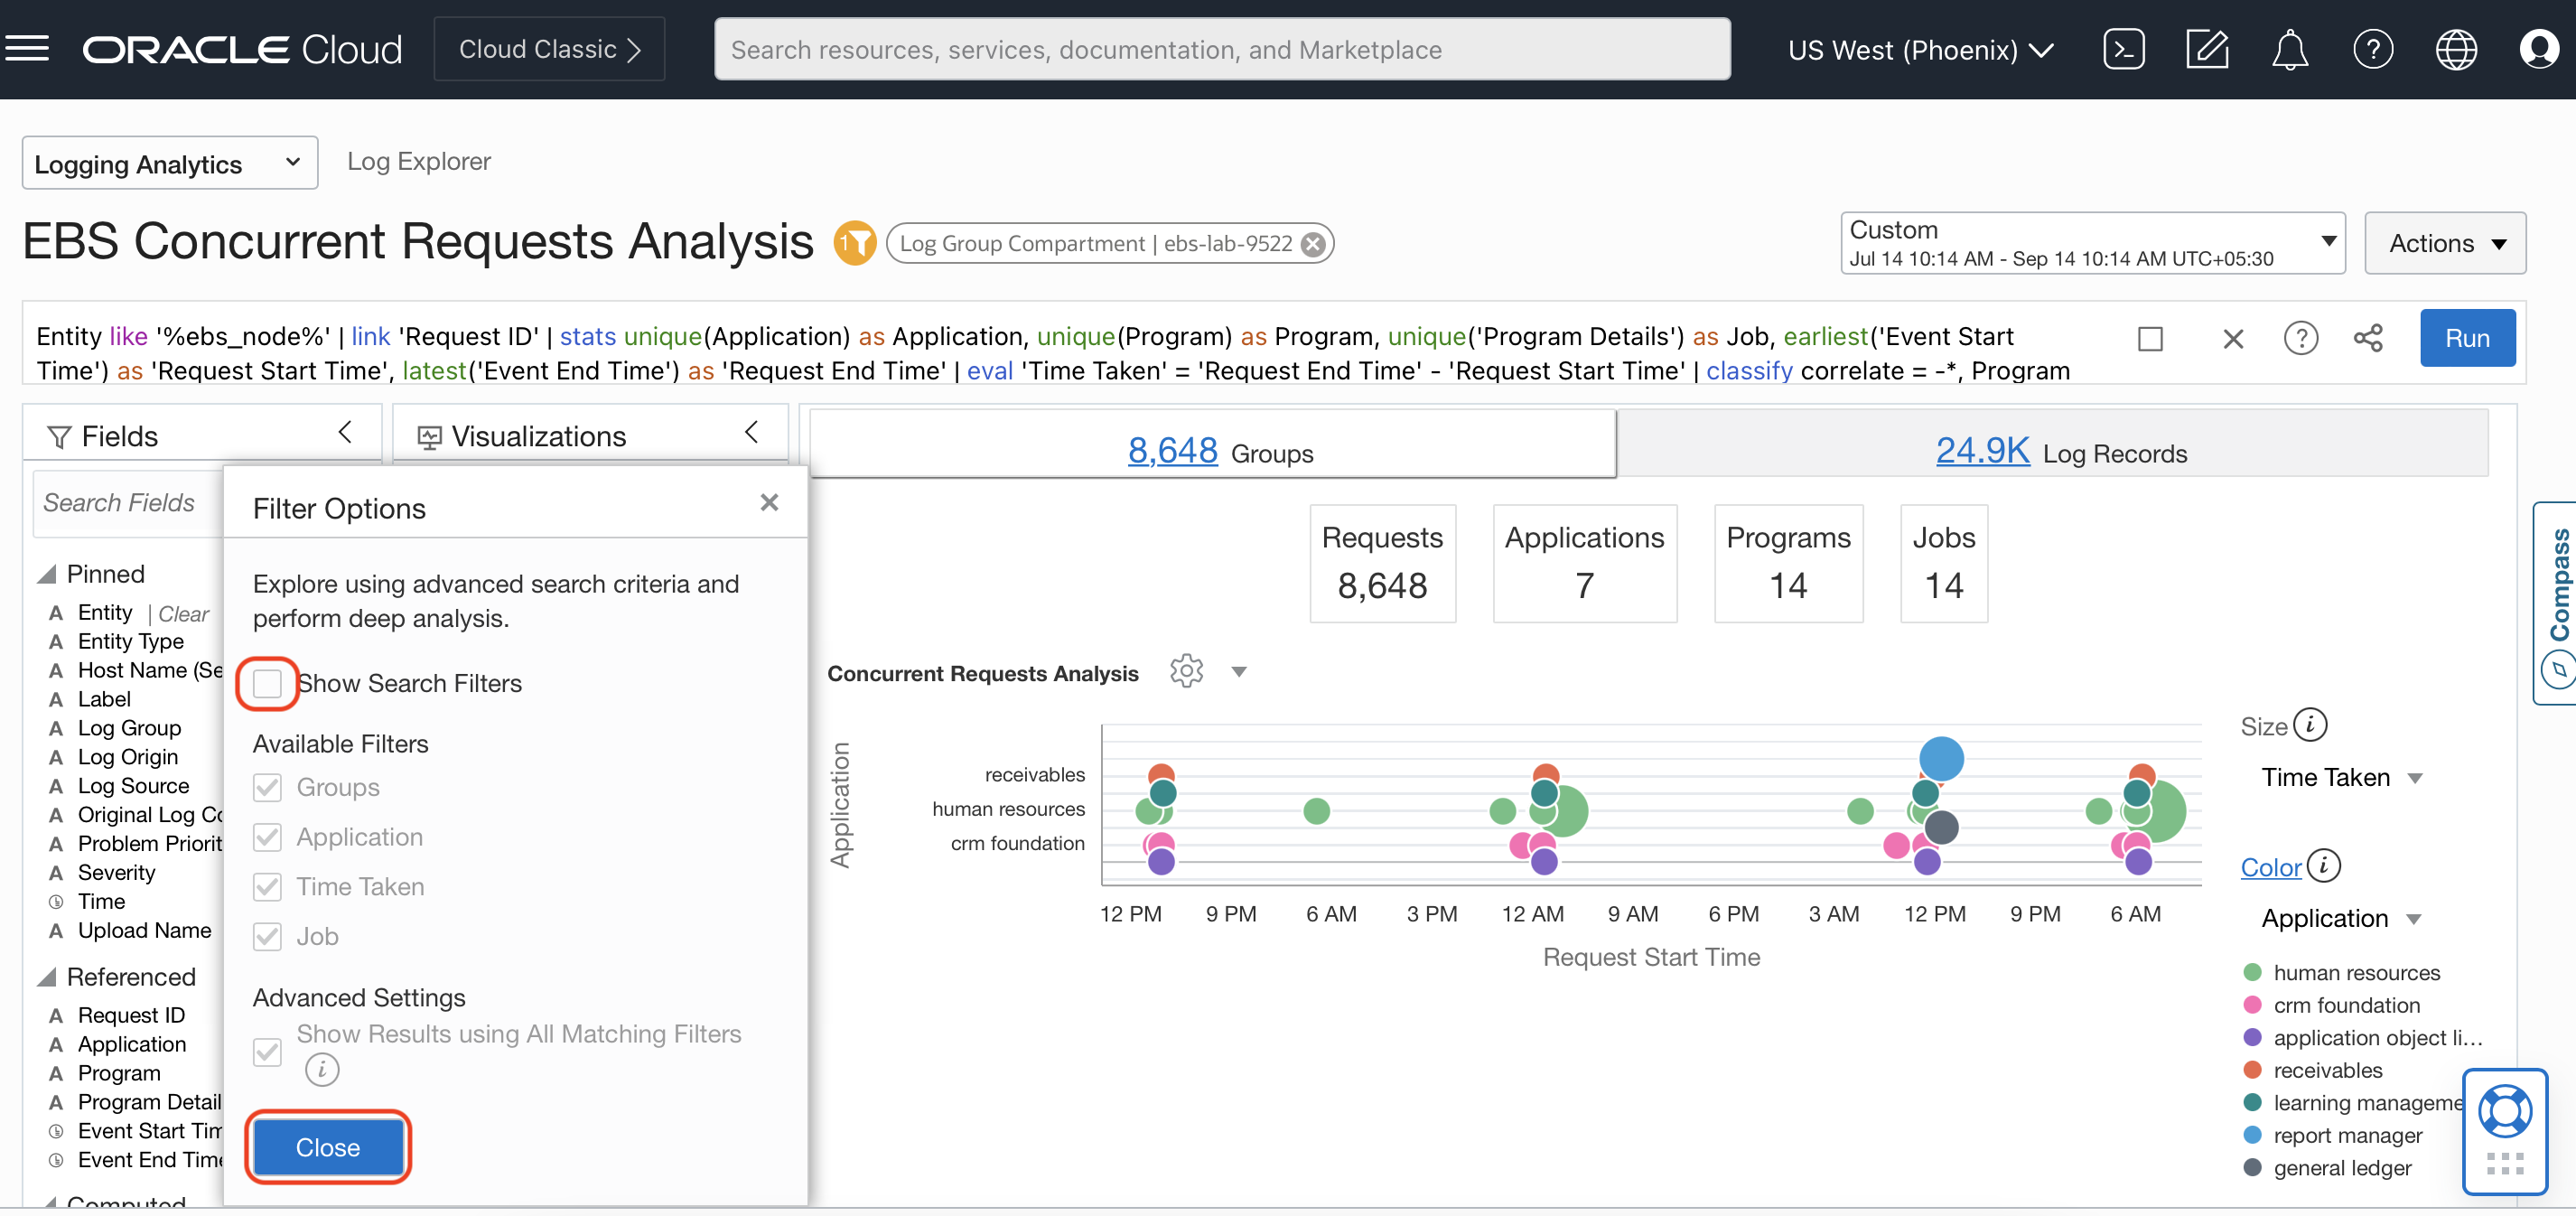 ORACLE Cloud
Cloud Classic
Search resources, services, documentation, and Marketplace
US West (Phoenix)
Logging Analytics
Log Explorer
EBS Concurrent Requests Analysis
1
Log Group Compartment | ebs-lab-9522
Custom
Jul 14 10:14 AM - Sep 14 10:14 AM UTC+05:30
Actions
Entity like '%ebs_node%' | link 'Request ID' | stats unique(Application) as Application, unique(Program) as Program, unique('Program Details') as Job, earliest('Event Start
Time') as 'Request Start Time', latest('Event End Time') as 'Request End Time' | eval 'Time Taken' = 'Request End Time' - 'Request Start Time' | classify correlate = -*, Program
Run
Fields
Visualizations
8,648 Groups
24.9K Log Records
Search Fields
Pinned
A Entity | Clear
A Entity Type
A Host Name (Se
A Label
A Log Group
A Log Origin
A Log Source
A Original Log Co
A Problem Priorit
A Severity
Time
A Upload Name
Referenced
A Request ID
A Application
A Program
A Program Detail
Event Start Tim
Event End Time
Computed
Filter Options
Explore using advanced search criteria and
perform deep analysis.
Show Search Filters
Available Filters
Groups
Application
Time Taken
Job
Advanced Settings
Show Results using All Matching Filters
i
Close
Requests
8,648
Applications
7
Programs
14
Jobs
14
Concurrent Requests Analysis
Application
receivables
human resources
crm foundation
12 PM 9 PM 6 AM 3 PM 12 AM 9 AM 6 PM 3 AM 12 PM 9 PM 6 AM
Request Start Time
Size i
Time Taken
Color i
Application
human resources
crm foundation
application object li...
receivables
learning manageme
report manager
general ledger
Compass